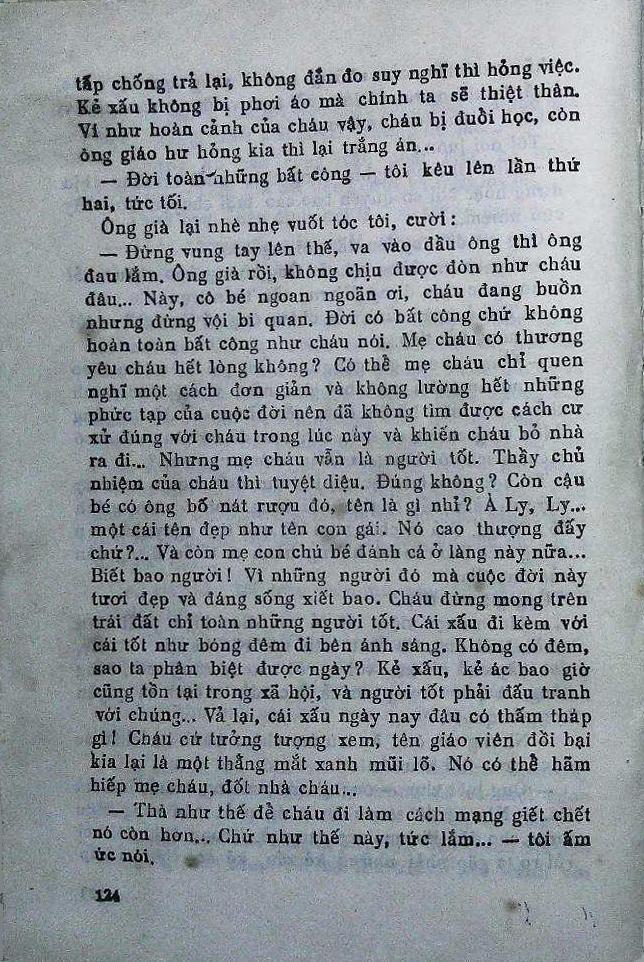 tấp chống trả lại, không đắn đo suy nghĩ thì hỏng việc.
Kẻ xấu không bị phơi áo mà chính ta sẽ thiệt thân.
Ví như hoàn cảnh của cháu vậy, cháu bị đuổi học, còn
ông giáo hư hỏng kia thì lại trắng án...
— Đời toàn những bất công — tôi kêu lên lần thứ
hai, tức tối.
Ông già lại nhè nhẹ vuốt tóc tôi, cười:
— Đừng vung tay lên thế, va vào đầu ông thì ông
đau lắm. Ông già rồi, không chịu được đòn như cháu
đâu... Này, cô bé ngoan ngoãn ơi, cháu đang buồn
nhưng đừng vội bi quan. Đời có bất công chứ không
hoàn toàn bất công như cháu nói. Mẹ cháu có thương
yêu cháu hết lòng không? Có thể mẹ cháu chỉ quen
nghĩ một cách đơn giản và không lường hết những
phức tạp của cuộc đời nên đã không tìm được cách cư
xử đúng với cháu trong lúc này và khiến cháu bỏ nhà
ra đi... Nhưng mẹ cháu vẫn là người tốt. Thầy chủ
nhiệm của cháu thì tuyệt diệu. Đúng không? Còn cậu
bé có ông bố nát rượu đó, tên là gì nhỉ? À Ly, Ly...
một cái tên đẹp như tên con gái. Nó cao thượng đấy
chứ?... Và còn mẹ con chú bé đánh cá ở làng này nữa...
Biết bao người! Vì những người đó mà cuộc đời này
tươi đẹp và đáng sống xiết bao. Cháu đừng mong trên
trái đất chỉ toàn những người tốt. Cái xấu đi kèm với
cái tốt như bóng đêm đi bên ánh sáng. Không có đêm,
sao ta phân biệt được ngày? Kẻ xấu, kẻ ác bao giờ
cũng tồn tại trong xã hội, và người tốt phải đấu tranh
với chúng... Vả lại, cái xấu ngày nay đâu có thấm tháp
gì! Cháu cứ tưởng tượng xem, tên giáo viên đồi bại
kia lại là một thằng mắt xanh mũi lõ. Nó có thể hãm
hiếp mẹ cháu, đốt nhà cháu...
— Thà như thế để cháu đi làm cách mạng giết chết
nó còn hơn... Chứ như thế này, tức lắm... — tôi ấm
ức nói.
124